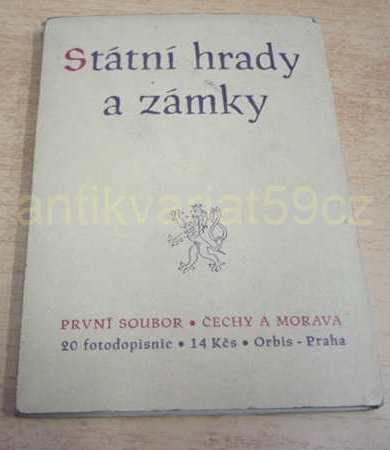 Státní hrady
a zámky
antikvariat59cz
PRVNÍ SOUBOR • ČECHY A MORAVA
20 fotodopisnic • 14 Kčs • Orbis - Praha